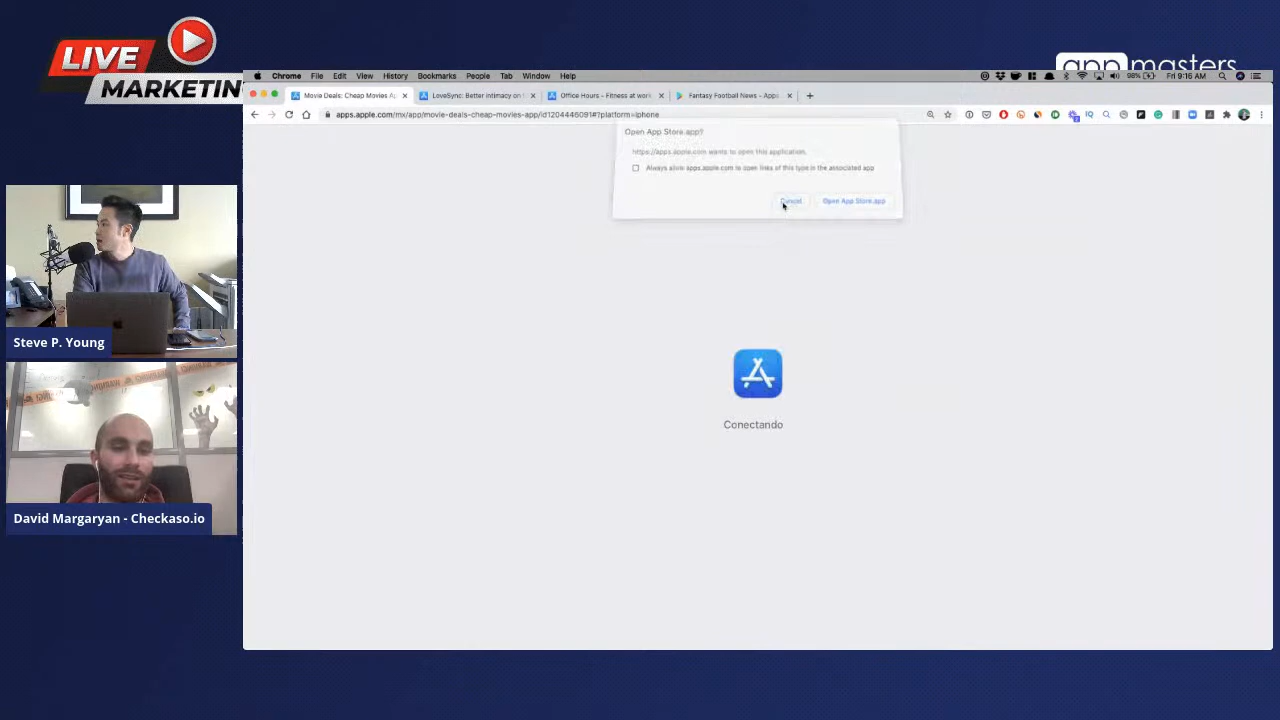 LIVE
MARKETIN
appmasters
Chrome File Edit View History Bookmarks People Tab Window Help
98% Fri 9:16 AM
Movie Deals: Cheap Movies A
LoveSync: Better intimacy on
Office Hours - Fitness at work
Fantasy Football News - Apps
apps.apple.com/mx/app/movie-deals-cheap-movies-app/id1204446091#?platform=iphone
Open App Store.app?
https://apps.apple.com wants to open this application.
Always allow apps.apple.com to open links of this type in the associated app
Cancel
Open App Store.app
Conectando
Steve P. Young
David Margaryan - Checkaso.io